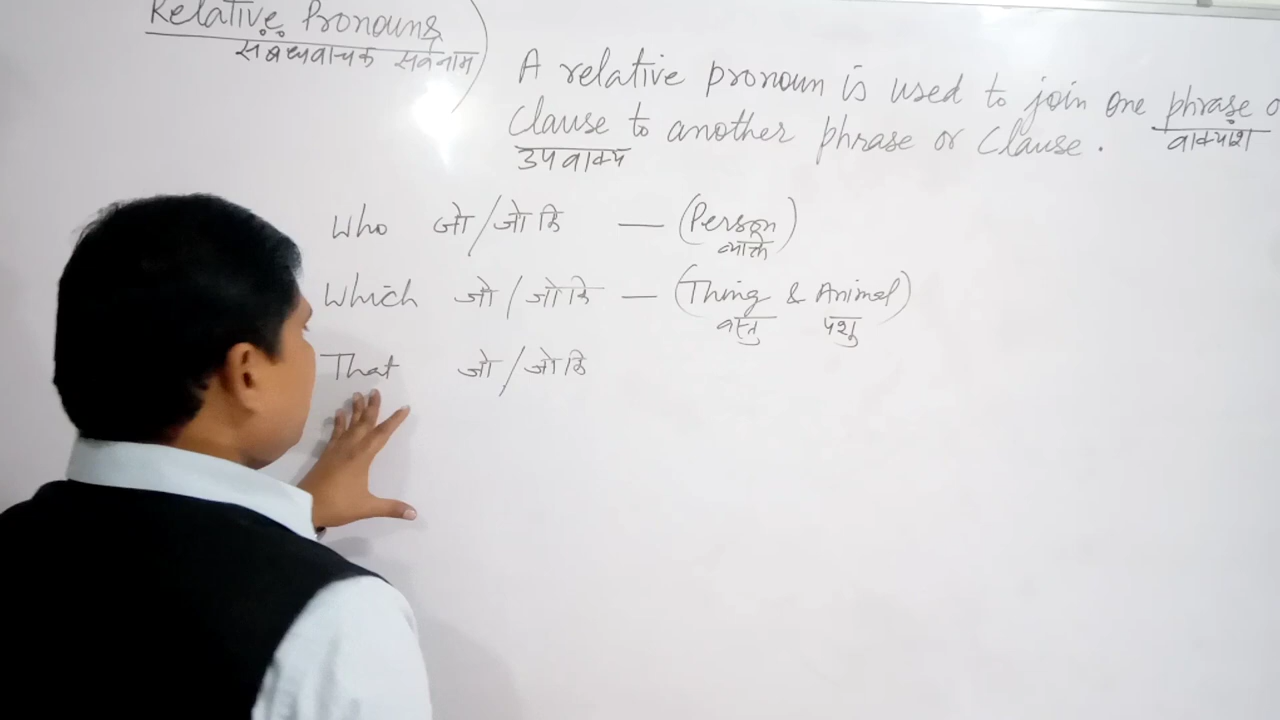 Relative Pronouns
संबन्धवाचक सर्वनाम
A relative pronoun is used to join one phrase o
Clause to another phrase or Clause.
उपवाक्य वाक्यांश
Who जो/जो कि — (Person)
व्यक्ति
Which जो/जो कि — (Thing & Animal)
वस्तु पशु
That जो/जो कि